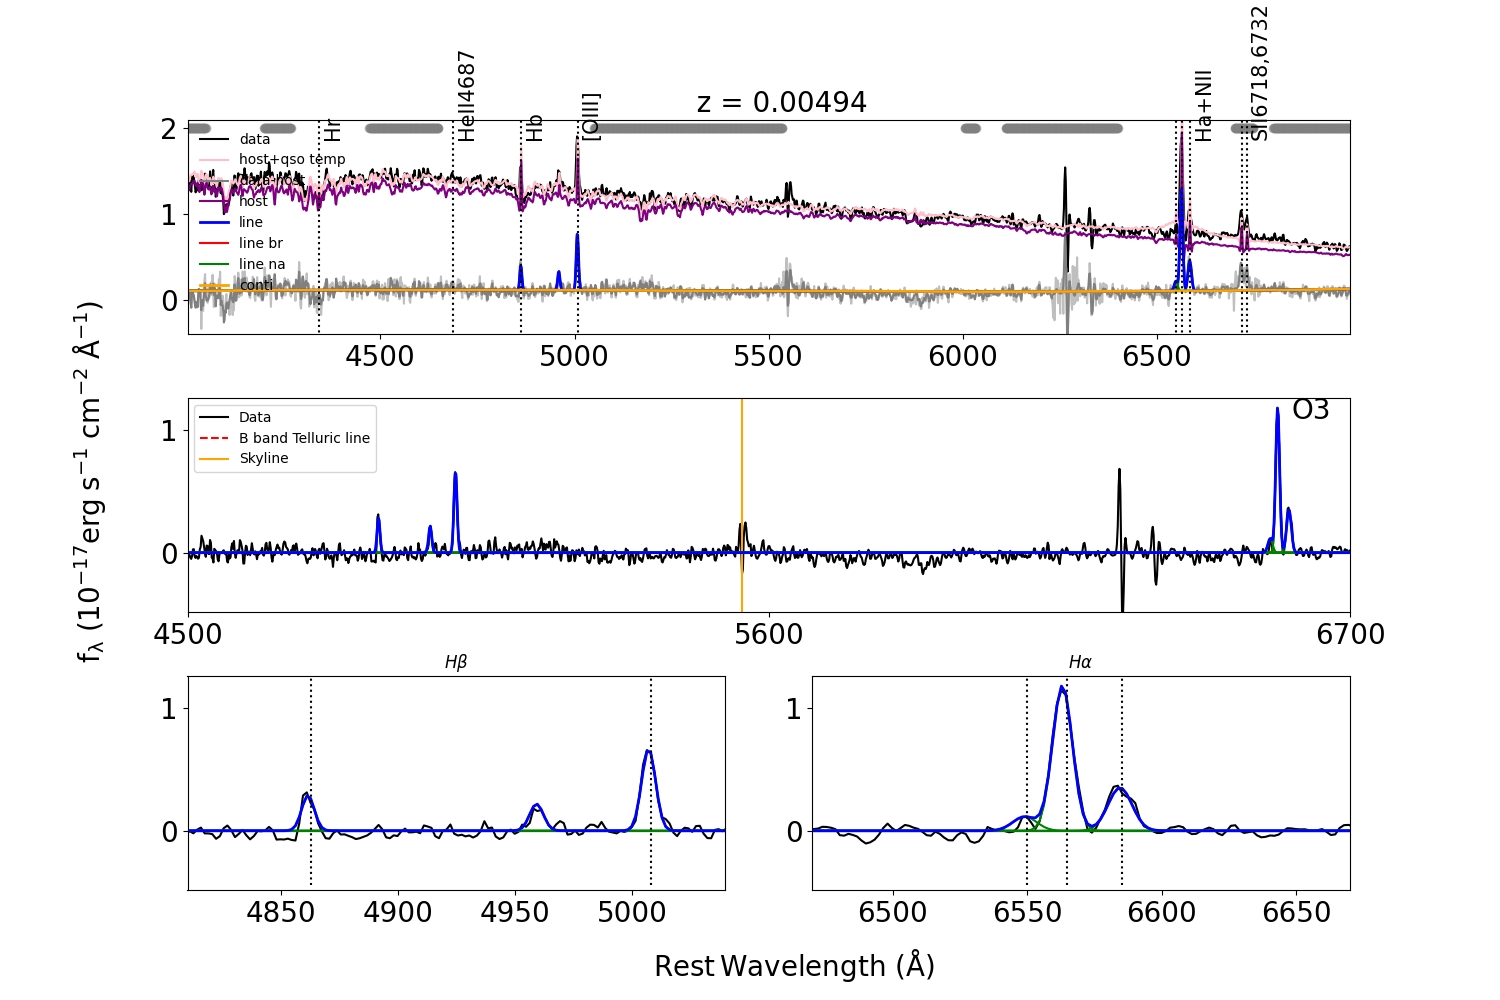 z = 0.00494
Hr
HeII4687
Hb
[OIII]
Ha+NII
SII6718,6732
data
host+qso temp
data-host
host
line
line br
line na
conti
2
1
0
4500
5000
5500
6000
6500
Data
B band Telluric line
Skyline
O3
1
0
4500
5600
6700
fλ (10⁻¹⁷erg s⁻¹ cm⁻² Å⁻¹)
Hβ
1
0
4850
4900
4950
5000
Hα
1
0
6500
6550
6600
6650
Rest Wavelength (Å)